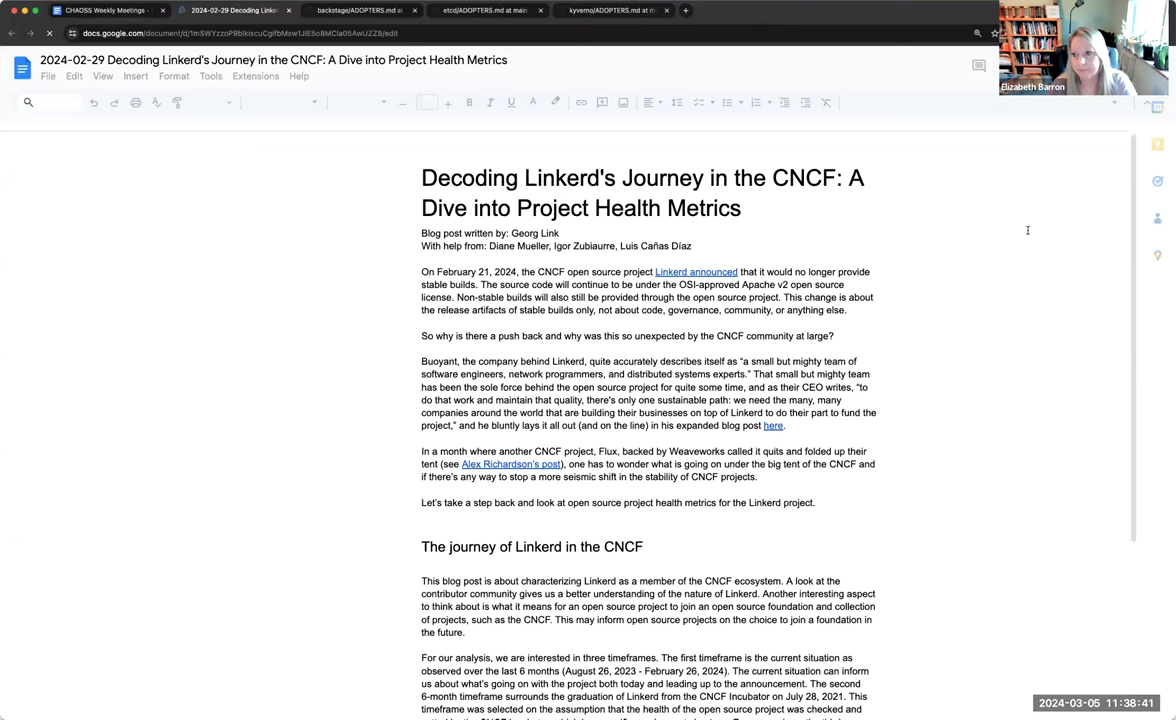 CHAOSS Weekly Meetings -
2024-02-29 Decoding Linker
backstage/ADOPTERS.md at
etcd/ADOPTERS.md at main
kyverno/ADOPTERS.md at m
2024-02-29 Decoding Linkerd's Journey in the CNCF: A Dive into Project Health Metrics
File Edit View Insert Format Tools Extensions Help
Elizabeth Barron
Decoding Linkerd's Journey in the CNCF: A
Dive into Project Health Metrics
Blog post written by: Georg Link
With help from: Diane Mueller, Igor Zubiaurre, Luis Cañas Díaz
On February 21, 2024, the CNCF open source project Linkerd announced that it would no longer provide
stable builds. The source code will continue to be under the OSI-approved Apache v2 open source
license. Non-stable builds will also still be provided through the open source project. This change is about
the release artifacts of stable builds only, not about code, governance, community, or anything else.
So why is there a push back and why was this so unexpected by the CNCF community at large?
Buoyant, the company behind Linkerd, quite accurately describes itself as “a small but mighty team of
software engineers, network programmers, and distributed systems experts.” That small but mighty team
has been the sole force behind the open source project for quite some time, and as their CEO writes, “to
do that work and maintain that quality, there's only one sustainable path: we need the many, many
companies around the world that are building their businesses on top of Linkerd to do their part to fund the
project,” and he bluntly lays it all out (and on the line) in his expanded blog post here.
In a month where another CNCF project, Flux, backed by Weaveworks called it quits and folded up their
tent (see Alex Richardson's post), one has to wonder what is going on under the big tent of the CNCF and
if there's any way to stop a more seismic shift in the stability of CNCF projects.
Let's take a step back and look at open source project health metrics for the Linkerd project.
The journey of Linkerd in the CNCF
This blog post is about characterizing Linkerd as a member of the CNCF ecosystem. A look at the
contributor community gives us a better understanding of the nature of Linkerd. Another interesting aspect
to think about is what it means for an open source project to join an open source foundation and collection
of projects, such as the CNCF. This may inform open source projects on the choice to join a foundation in
the future.
For our analysis, we are interested in three timeframes. The first timeframe is the current situation as
observed over the last 6 months (August 26, 2023 - February 26, 2024). The current situation can inform
us about what's going on with the project both today and leading up to the announcement. The second
6-month timeframe surrounds the graduation of Linkerd from the CNCF Incubator on July 28, 2021. This
timeframe was selected on the assumption that the health of the open source project was checked and
2024-03-05 11:38:41